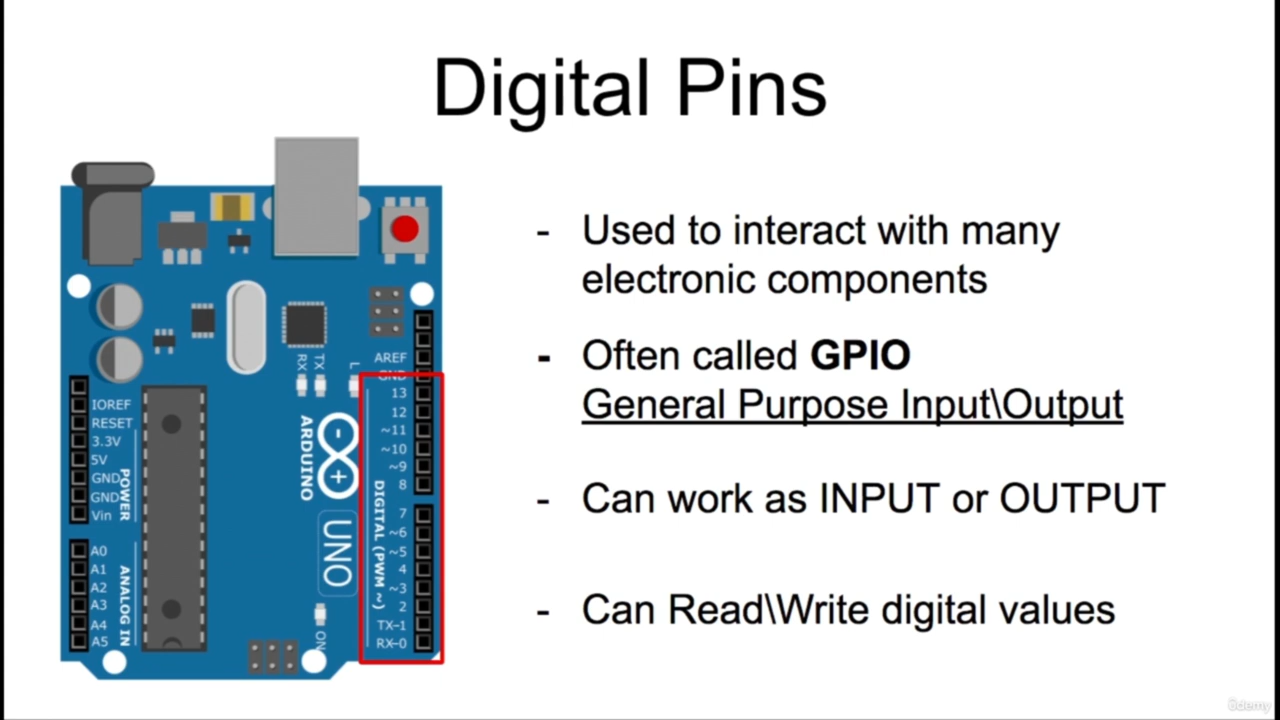 Digital Pins
- Used to interact with many
electronic components
- Often called GPIO
General Purpose Input\Output
- Can work as INPUT or OUTPUT
- Can Read\Write digital values
RX
TX
L
AREF
GND
13
12
~11
~10
~9
8
7
~6
~5
4
~3
2
TX→1
RX←0
DIGITAL (PWM ~)
ARDUINO
UNO
ON
IOREF
RESET
3.3V
5V
GND
GND
Vin
POWER
A0
A1
A2
A3
A4
A5
ANALOG IN
ûdemy